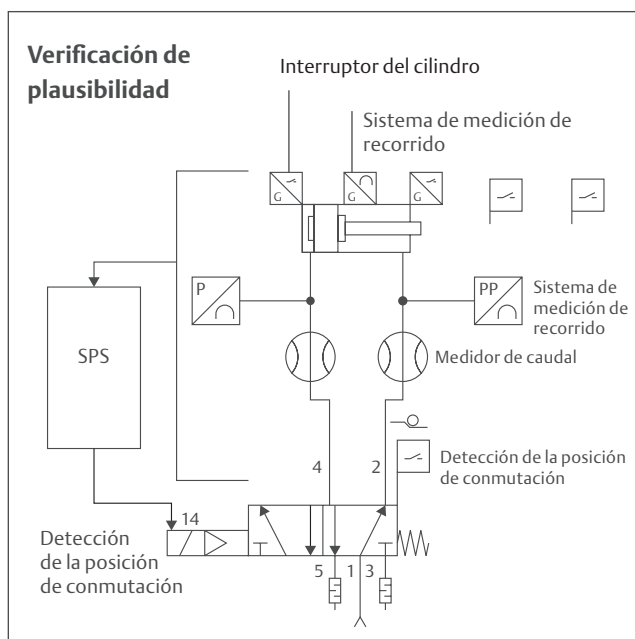 Verificación de
plausibilidad
Interruptor del cilindro
Sistema de medición de
recorrido
G
G
G
P
PP
Sistema de
medición de
recorrido
SPS
Medidor de caudal
4
2
Detección de la posición
de conmutación
14
Detección
de la posición
de conmutación
5
1
3